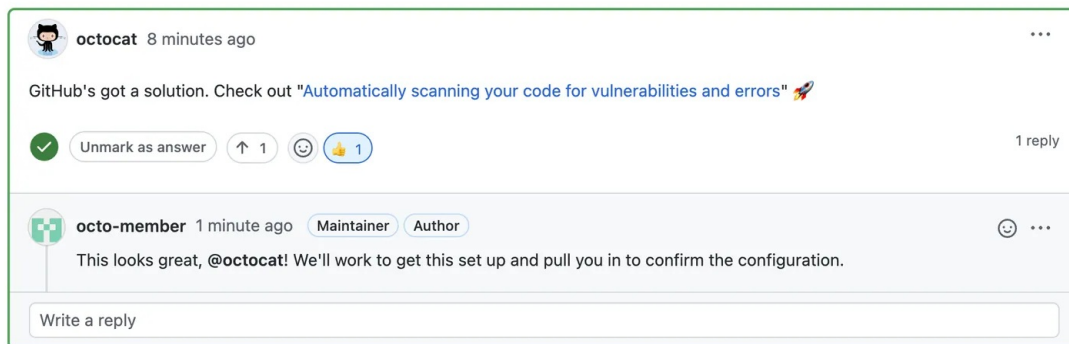 octocat 8 minutes ago
GitHub's got a solution. Check out "Automatically scanning your code for vulnerabilities and errors" 🚀
Unmark as answer ↑ 1 👍 1 1 reply
octo-member 1 minute ago Maintainer Author
This looks great, @octocat! We'll work to get this set up and pull you in to confirm the configuration.
Write a reply